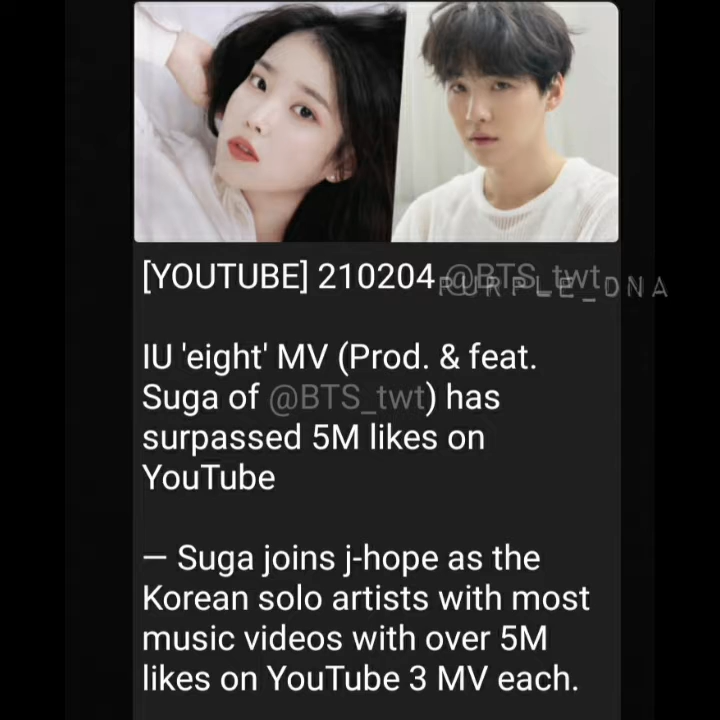 [YOUTUBE] 210204 @BTS_twt
PURPLE_DNA
IU 'eight' MV (Prod. & feat.
Suga of @BTS_twt) has
surpassed 5M likes on
YouTube
— Suga joins j-hope as the
Korean solo artists with most
music videos with over 5M
likes on YouTube 3 MV each.